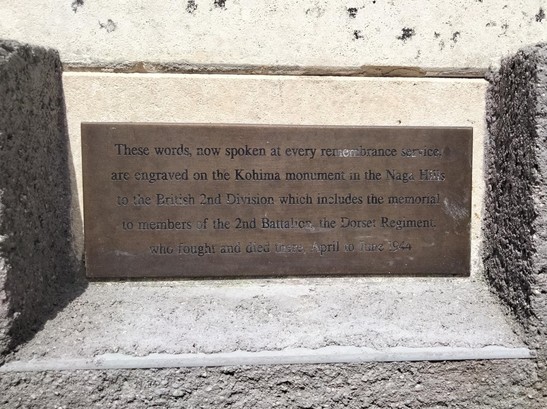 These words, now spoken at every remembrance service,
are engraved on the Kohima monument in the Naga Hills
to the British 2nd Division which includes the memorial
to members of the 2nd Battalion, the Dorset Regiment,
who fought and died there, April to June 1944